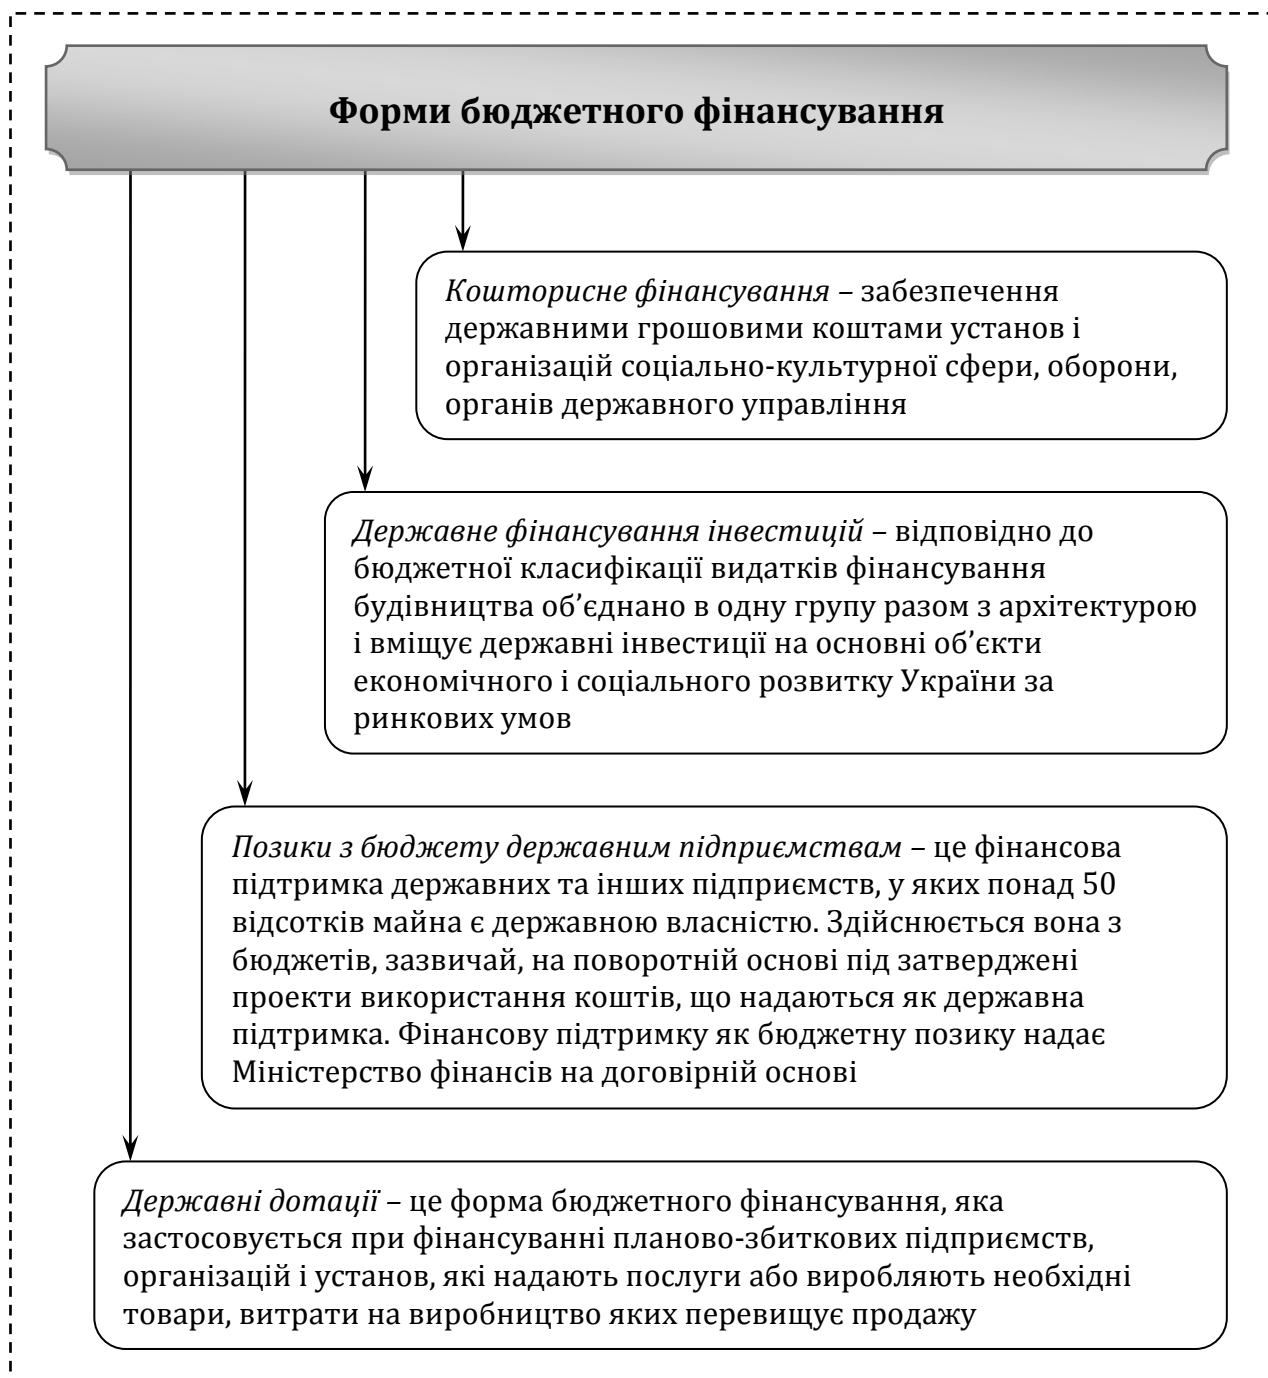 Форми бюджетного фінансування
Кошторисне фінансування – забезпечення
державними грошовими коштами установ і
організацій соціально-культурної сфери, оборони,
органів державного управління
Державне фінансування інвестицій – відповідно до
бюджетної класифікації видатків фінансування
будівництва об’єднано в одну групу разом з архітектурою
і вміщує державні інвестиції на основні об’єкти
економічного і соціального розвитку України за
ринкових умов
Позики з бюджету державним підприємствам – це фінансова
підтримка державних та інших підприємств, у яких понад 50
відсотків майна є державною власністю. Здійснюється вона з
бюджетів, зазвичай, на поворотній основі під затверджені
проекти використання коштів, що надаються як державна
підтримка. Фінансову підтримку як бюджетну позику надає
Міністерство фінансів на договірній основі
Державні дотації – це форма бюджетного фінансування, яка
застосовується при фінансуванні планово-збиткових підприємств,
організацій і установ, які надають послуги або виробляють необхідні
товари, витрати на виробництво яких перевищує продажу